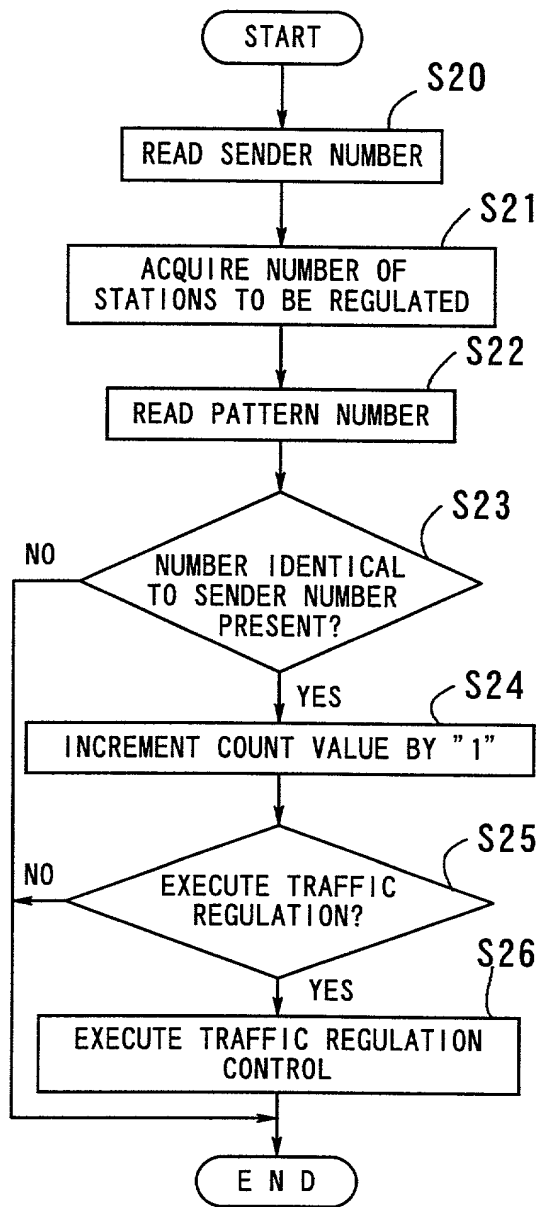 START
S20
READ SENDER NUMBER
S21
ACQUIRE NUMBER OF
STATIONS TO BE REGULATED
S22
READ PATTERN NUMBER
S23
NO
NUMBER IDENTICAL
TO SENDER NUMBER
PRESENT?
YES
S24
INCREMENT COUNT VALUE BY "1"
S25
NO
EXECUTE TRAFFIC
REGULATION?
S26
YES
EXECUTE TRAFFIC REGULATION
CONTROL
END